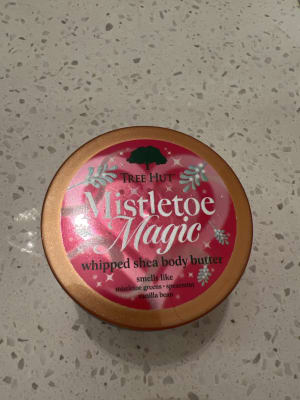 TREE HUT
Mistletoe
Magic
whipped shea body butter
smells like
mistletoe greens • spearmint
vanilla bean